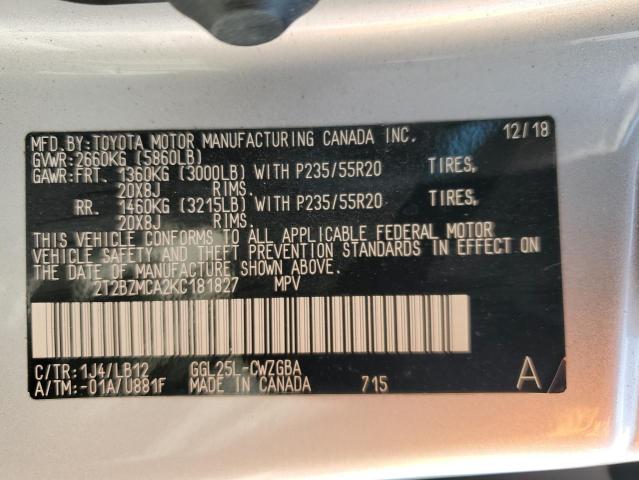 MFD.BY:TOYOTA MOTOR MANUFACTURING CANADA INC. 12/18
GVWR:2660KG (5860LB)
GAWR:FRT. 1360KG (3000LB) WITH P235/55R20 TIRES,
20X8J RIMS.
RR. 1460KG (3215LB) WITH P235/55R20 TIRES,
20X8J RIMS.
THIS VEHICLE CONFORMS TO ALL APPLICABLE FEDERAL MOTOR
VEHICLE SAFETY AND THEFT PREVENTION STANDARDS IN EFFECT ON
THE DATE OF MANUFACTURE SHOWN ABOVE.
2T2BZMCA2KC181827 MPV
C/TR:1J4/LB12 GGL25L-CWZGBA
A/TM:-01A/U881F MADE IN CANADA 715 A